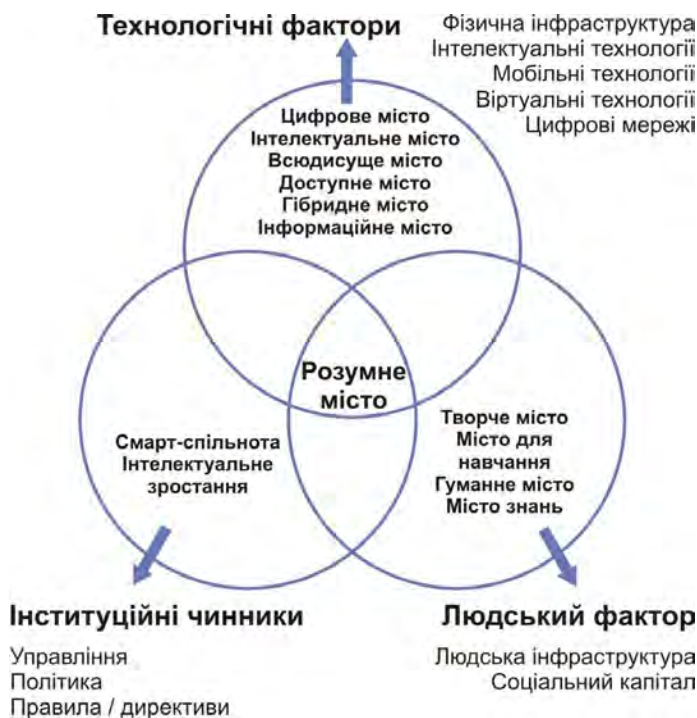 Технологічні фактори
Фізична інфраструктура
Інтелектуальні технології
Мобільні технології
Віртуальні технології
Цифрові мережі
Цифрове місто
Інтелектуальне місто
Всюдисуще місто
Доступне місто
Гібридне місто
Інформаційне місто
Розумне
місто
Смарт-спільнота
Інтелектуальне
зростання
Творче місто
Місто для
навчання
Гуманне місто
Місто знань
Інституційні чинники
Управління
Політика
Правила / директиви
Людський фактор
Людська інфраструктура
Соціальний капітал